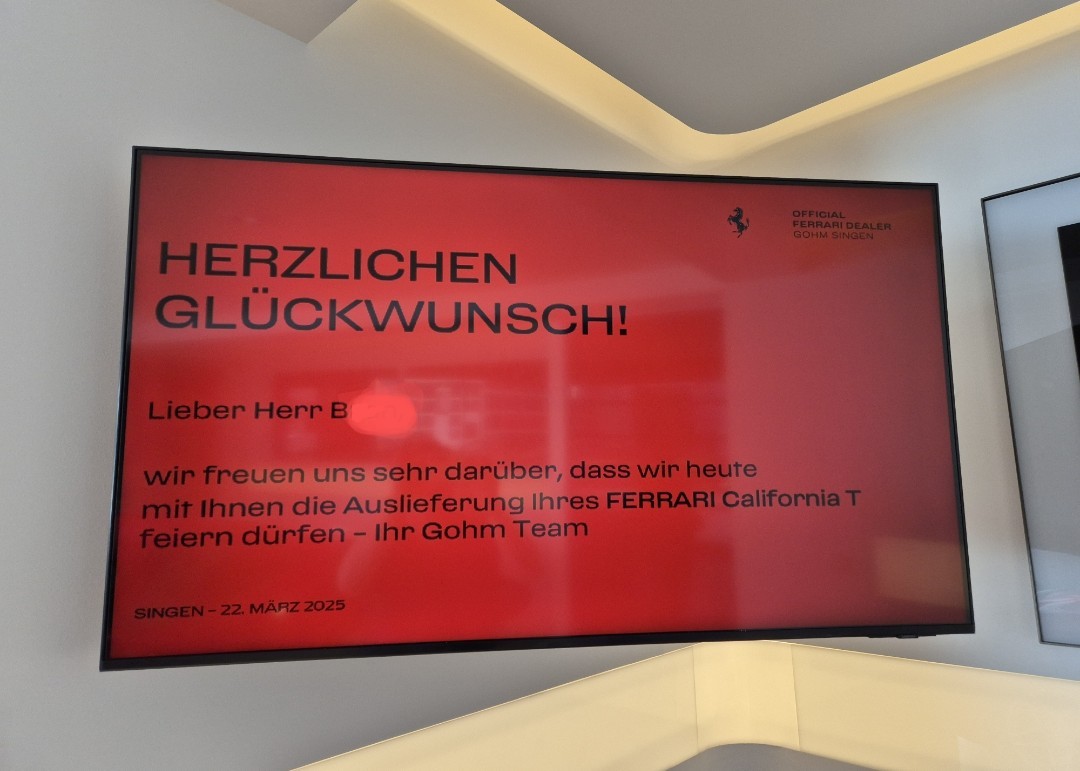 OFFICIAL
FERRARI DEALER
GOHM SINGEN
HERZLICHEN
GLÜCKWUNSCH!
Lieber Herr
wir freuen uns sehr darüber, dass wir heute
mit Ihnen die Auslieferung Ihres FERRARI California T
feiern dürfen – Ihr Gohm Team
SINGEN – 22. MÄRZ 2025